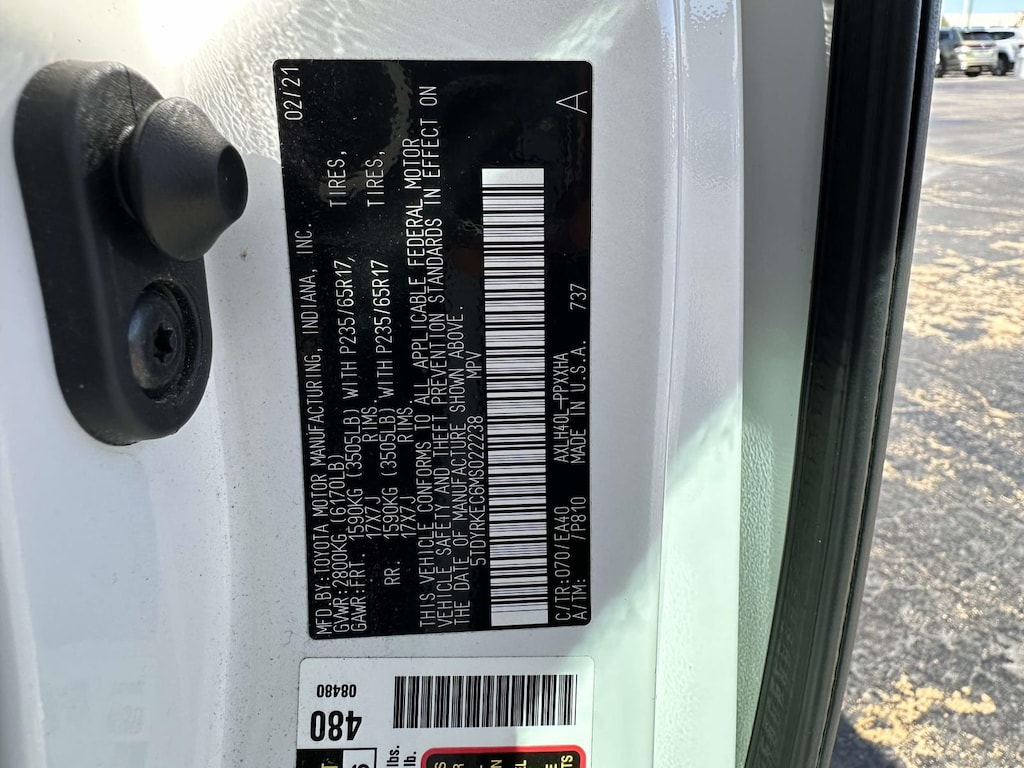 MFD.BY:TOYOTA MOTOR MANUFACTURING, INDIANA, INC. 02/21
GVWR:2800KG (6170LB)
GAWR:FRT. 1590KG (3505LB) WITH P235/65R17, TIRES,
17X7J RIMS
RR. 1590KG (3505LB) WITH P235/65R17 TIRES,
17X7J RIMS
THIS VEHICLE CONFORMS TO ALL APPLICABLE FEDERAL MOTOR
VEHICLE SAFETY AND THEFT PREVENTION STANDARDS IN EFFECT ON
THE DATE OF MANUFACTURE SHOWN ABOVE.
5TDYRKEC6MS022238 MPV
C/TR:070/EA40 AXLH40L-PPXXHA
A/TM: /P810 MADE IN U.S.A. 737 A
08480
480
lbs.
lb.